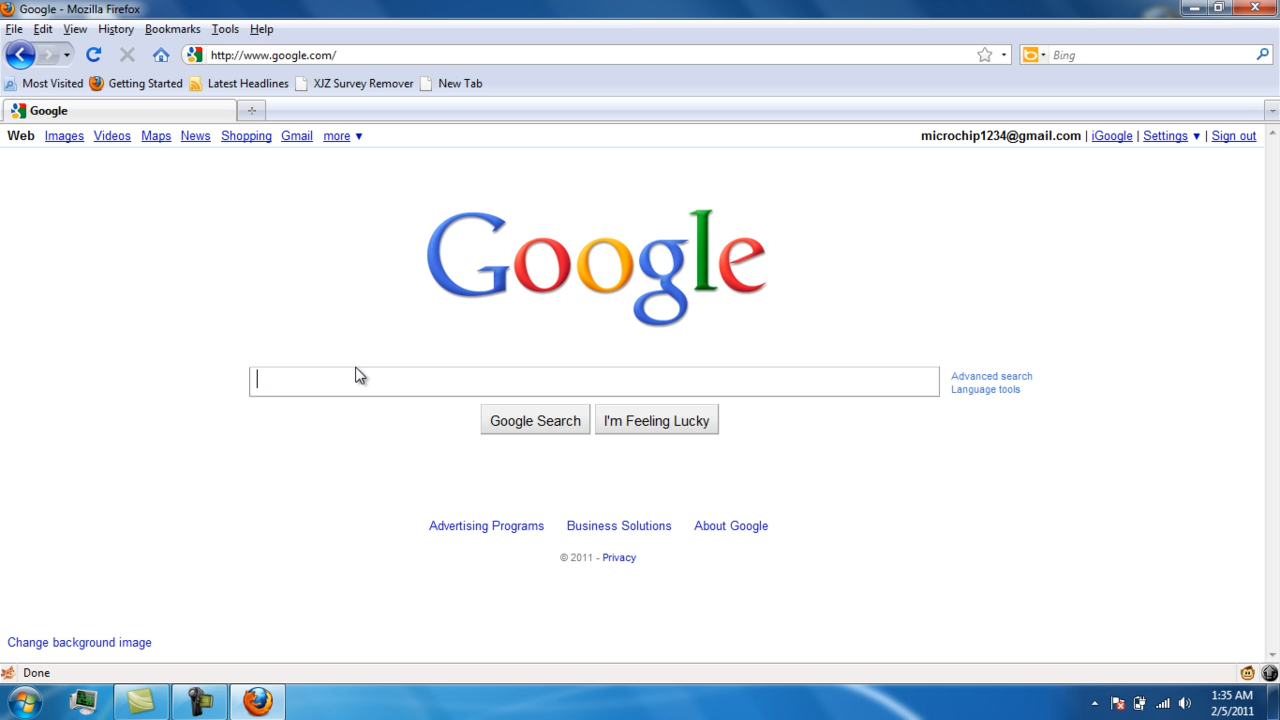 Google - Mozilla Firefox
File Edit View History Bookmarks Tools Help
http://www.google.com/ Bing
Most Visited Getting Started Latest Headlines XJZ Survey Remover New Tab
Google
Web Images Videos Maps News Shopping Gmail more ▼ microchip1234@gmail.com | iGoogle | Settings ▼ | Sign out
Google
Advanced search
Language tools
Google Search I'm Feeling Lucky
Advertising Programs Business Solutions About Google
© 2011 - Privacy
Change background image
Done
1:35 AM
2/5/2011